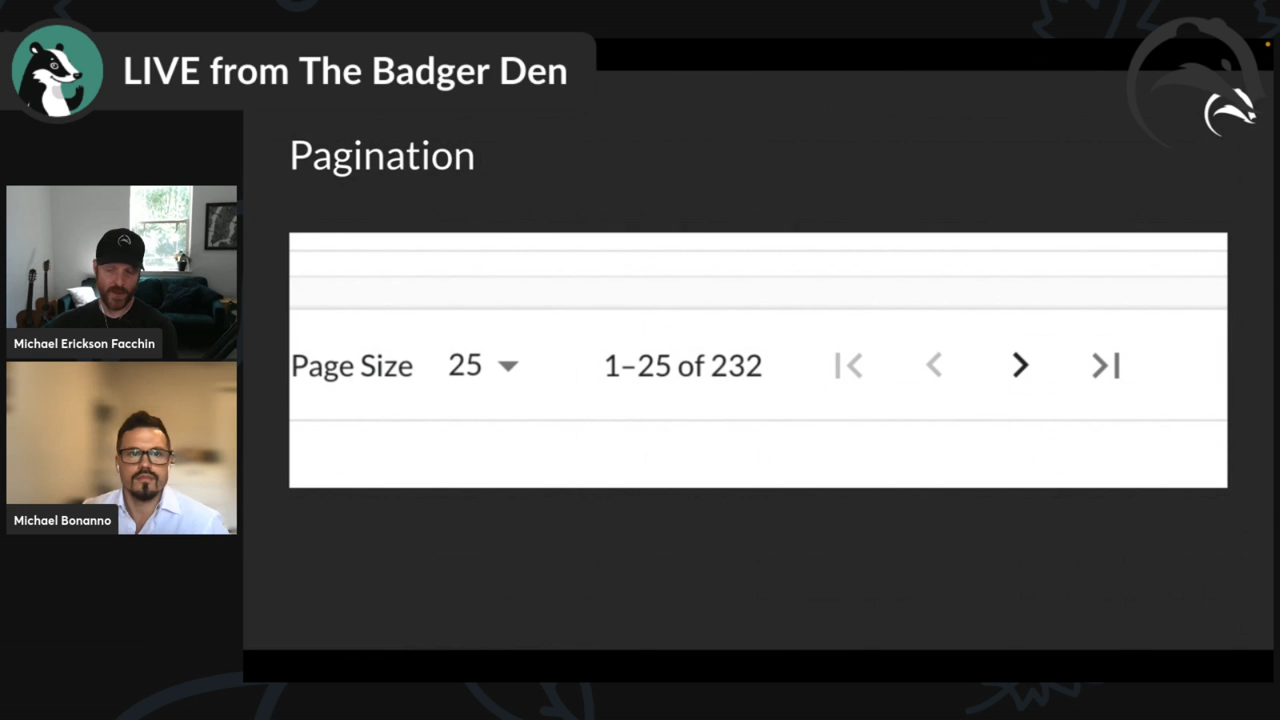 LIVE from The Badger Den
Pagination
Page Size 25 1–25 of 232
Michael Erickson Facchin
Michael Bonanno